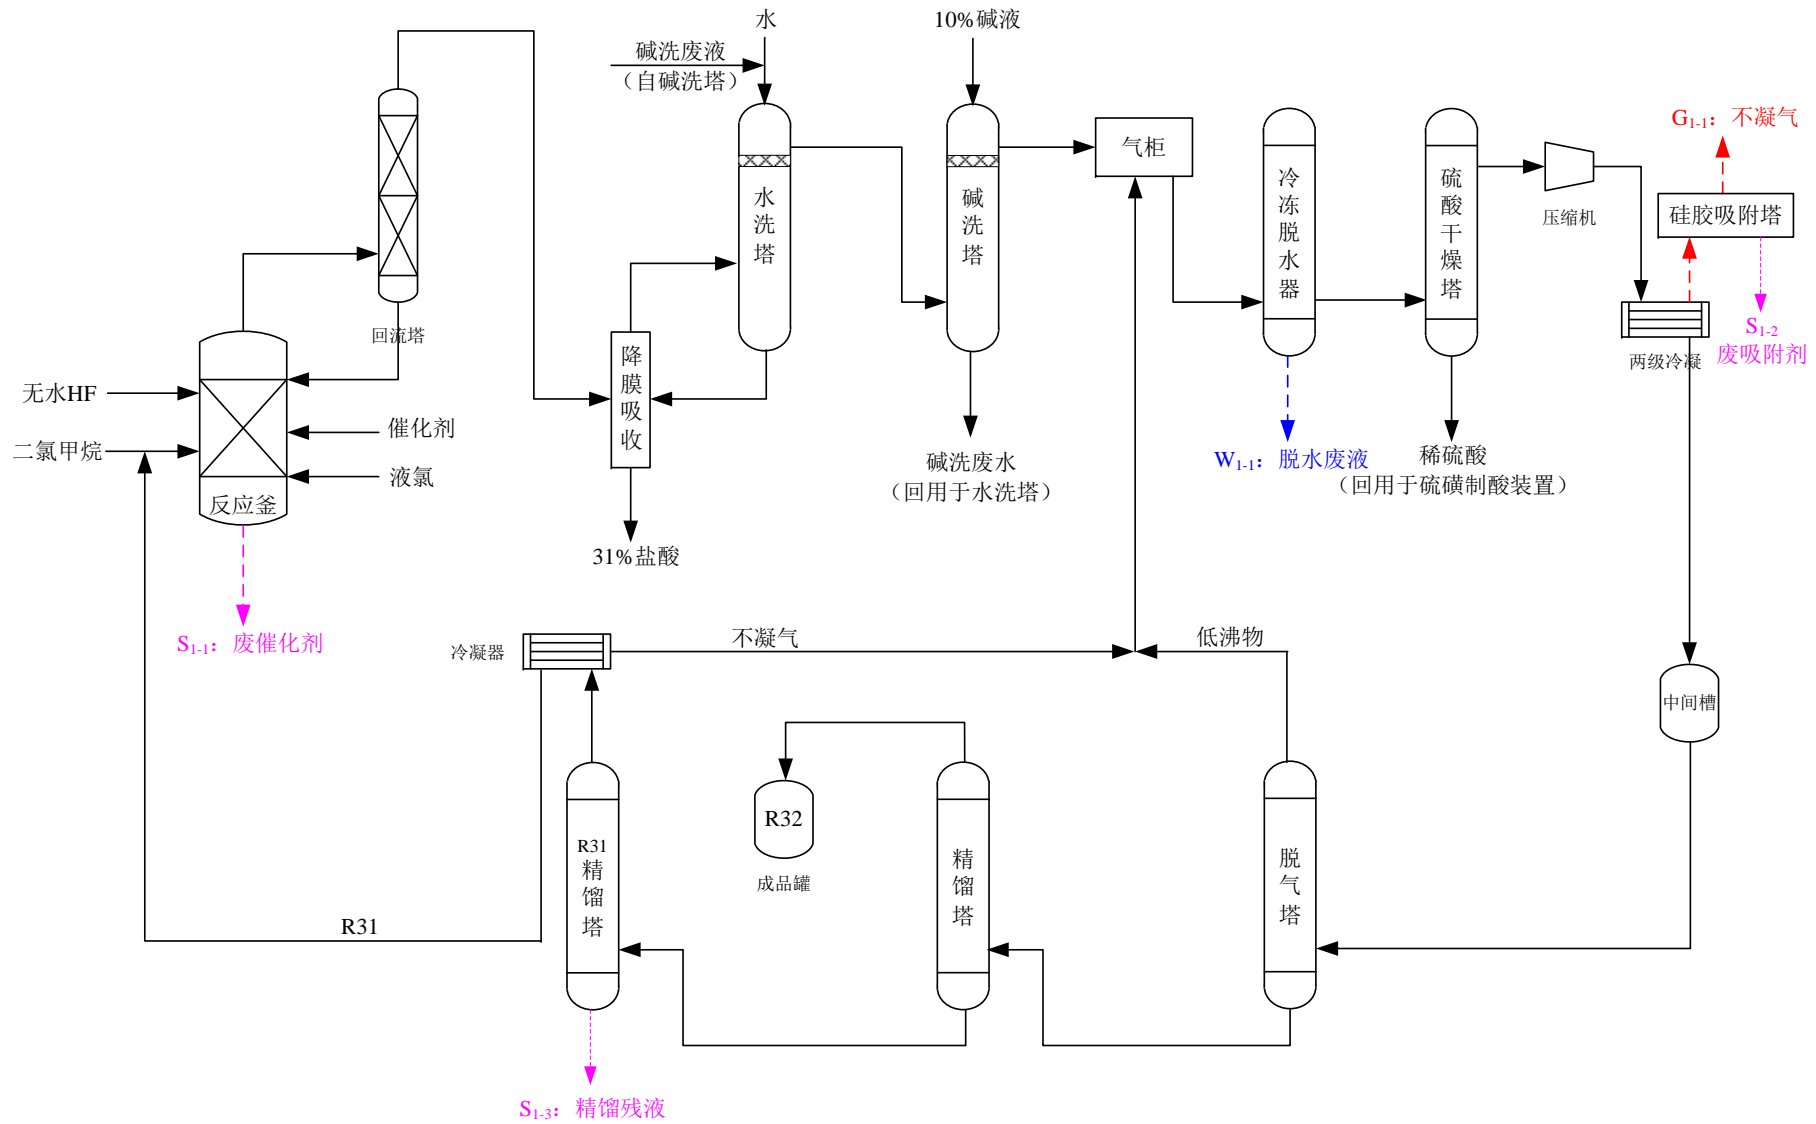 水
10%碱液
碱洗废液
（自碱洗塔）
G1-1：不凝气
气柜
水洗塔
碱洗塔
冷冻脱水器
硫酸干燥塔
压缩机
硅胶吸附塔
S1-2
废吸附剂
两级冷凝
回流塔
降膜吸收
无水HF
催化剂
二氯甲烷
液氯
反应釜
碱洗废水
（回用于水洗塔）
W1-1：脱水废液
稀硫酸
（回用于硫磺制酸装置）
31%盐酸
S1-1：废催化剂
冷凝器
不凝气
低沸物
中间槽
R32
成品罐
R31
精馏塔
精馏塔
脱气塔
R31
S1-3：精馏残液